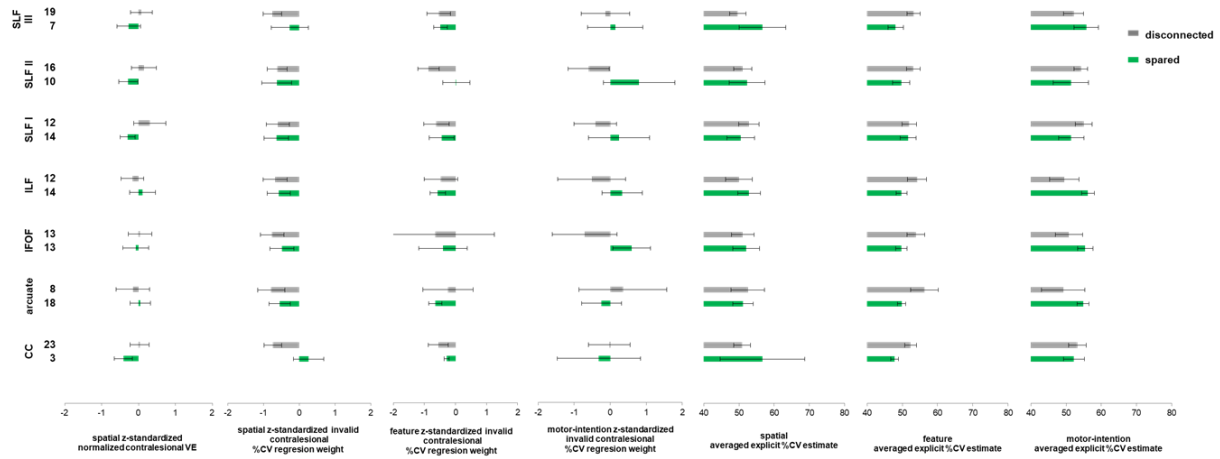 SLF III 19
7
SLF II 16
10
SLF I 12
14
ILF 12
14
IFOF 13
13
arcuate 8
18
CC 23
3
disconnected
spared
-2 -1 0 1 2 -2 -1 0 1 2 -2 -1 0 1 2 -2 -1 0 1 2 40 50 60 70 80 40 50 60 70 80 40 50 60 70 80
spatial z-standardized
normalized contralesional VE
spatial z-standardized invalid
contralesional
%CV regresion weight
feature z-standardized invalid
contralesional
%CV regresion weight
motor-intention z-standardized
invalid contralesional
%CV regresion weight
spatial
averaged explicit %CV estimate
feature
averaged explicit %CV estimate
motor-intention
averaged explicit %CV estimate